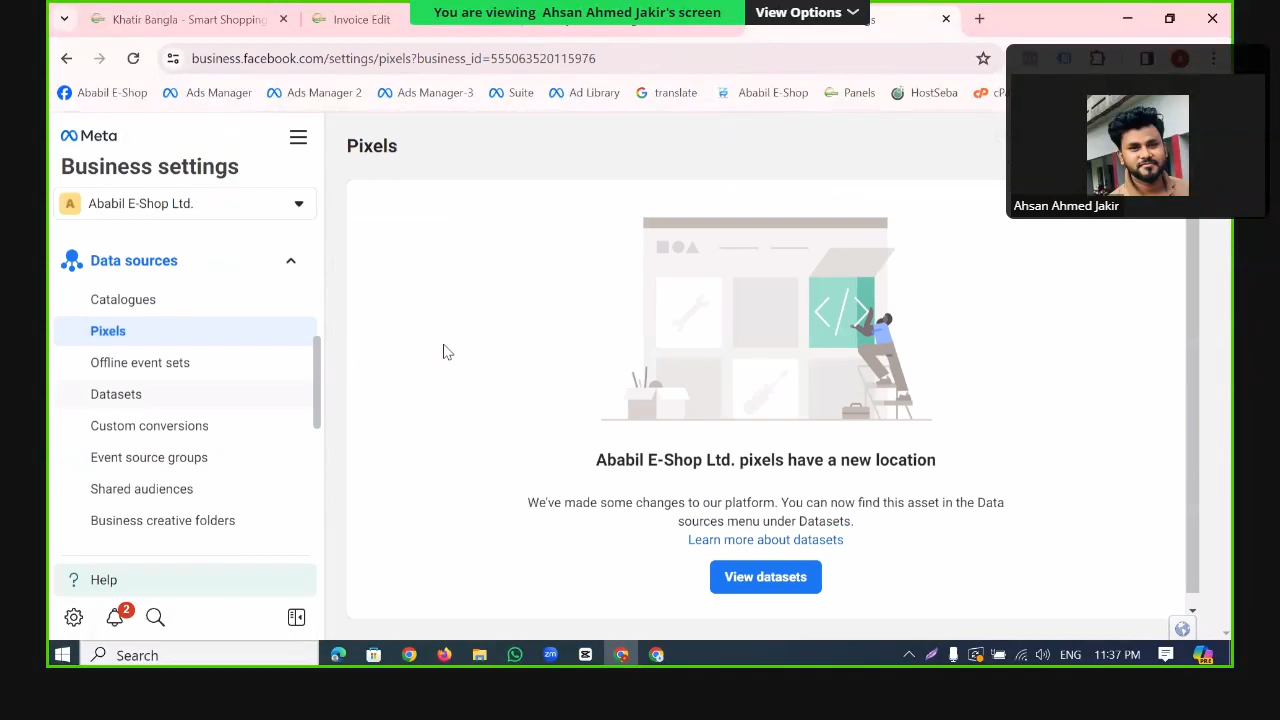 You are viewing Ahsan Ahmed Jakir's screen
View Options
Khatir Bangla - Smart Shopping
Invoice Edit
business.facebook.com/settings/pixels?business_id=555063520115976
Ababil E-Shop
Ads Manager
Ads Manager 2
Ads Manager-3
Suite
Ad Library
translate
Ababil E-Shop
Panels
HostSeba
Ahsan Ahmed Jakir
Meta
Business settings
A
Ababil E-Shop Ltd.
Data sources
Catalogues
Pixels
Offline event sets
Datasets
Custom conversions
Event source groups
Shared audiences
Business creative folders
Help
2
Pixels
Ababil E-Shop Ltd. pixels have a new location
We've made some changes to our platform. You can now find this asset in the Data
sources menu under Datasets.
Learn more about datasets
View datasets
Search
ENG
11:37 PM